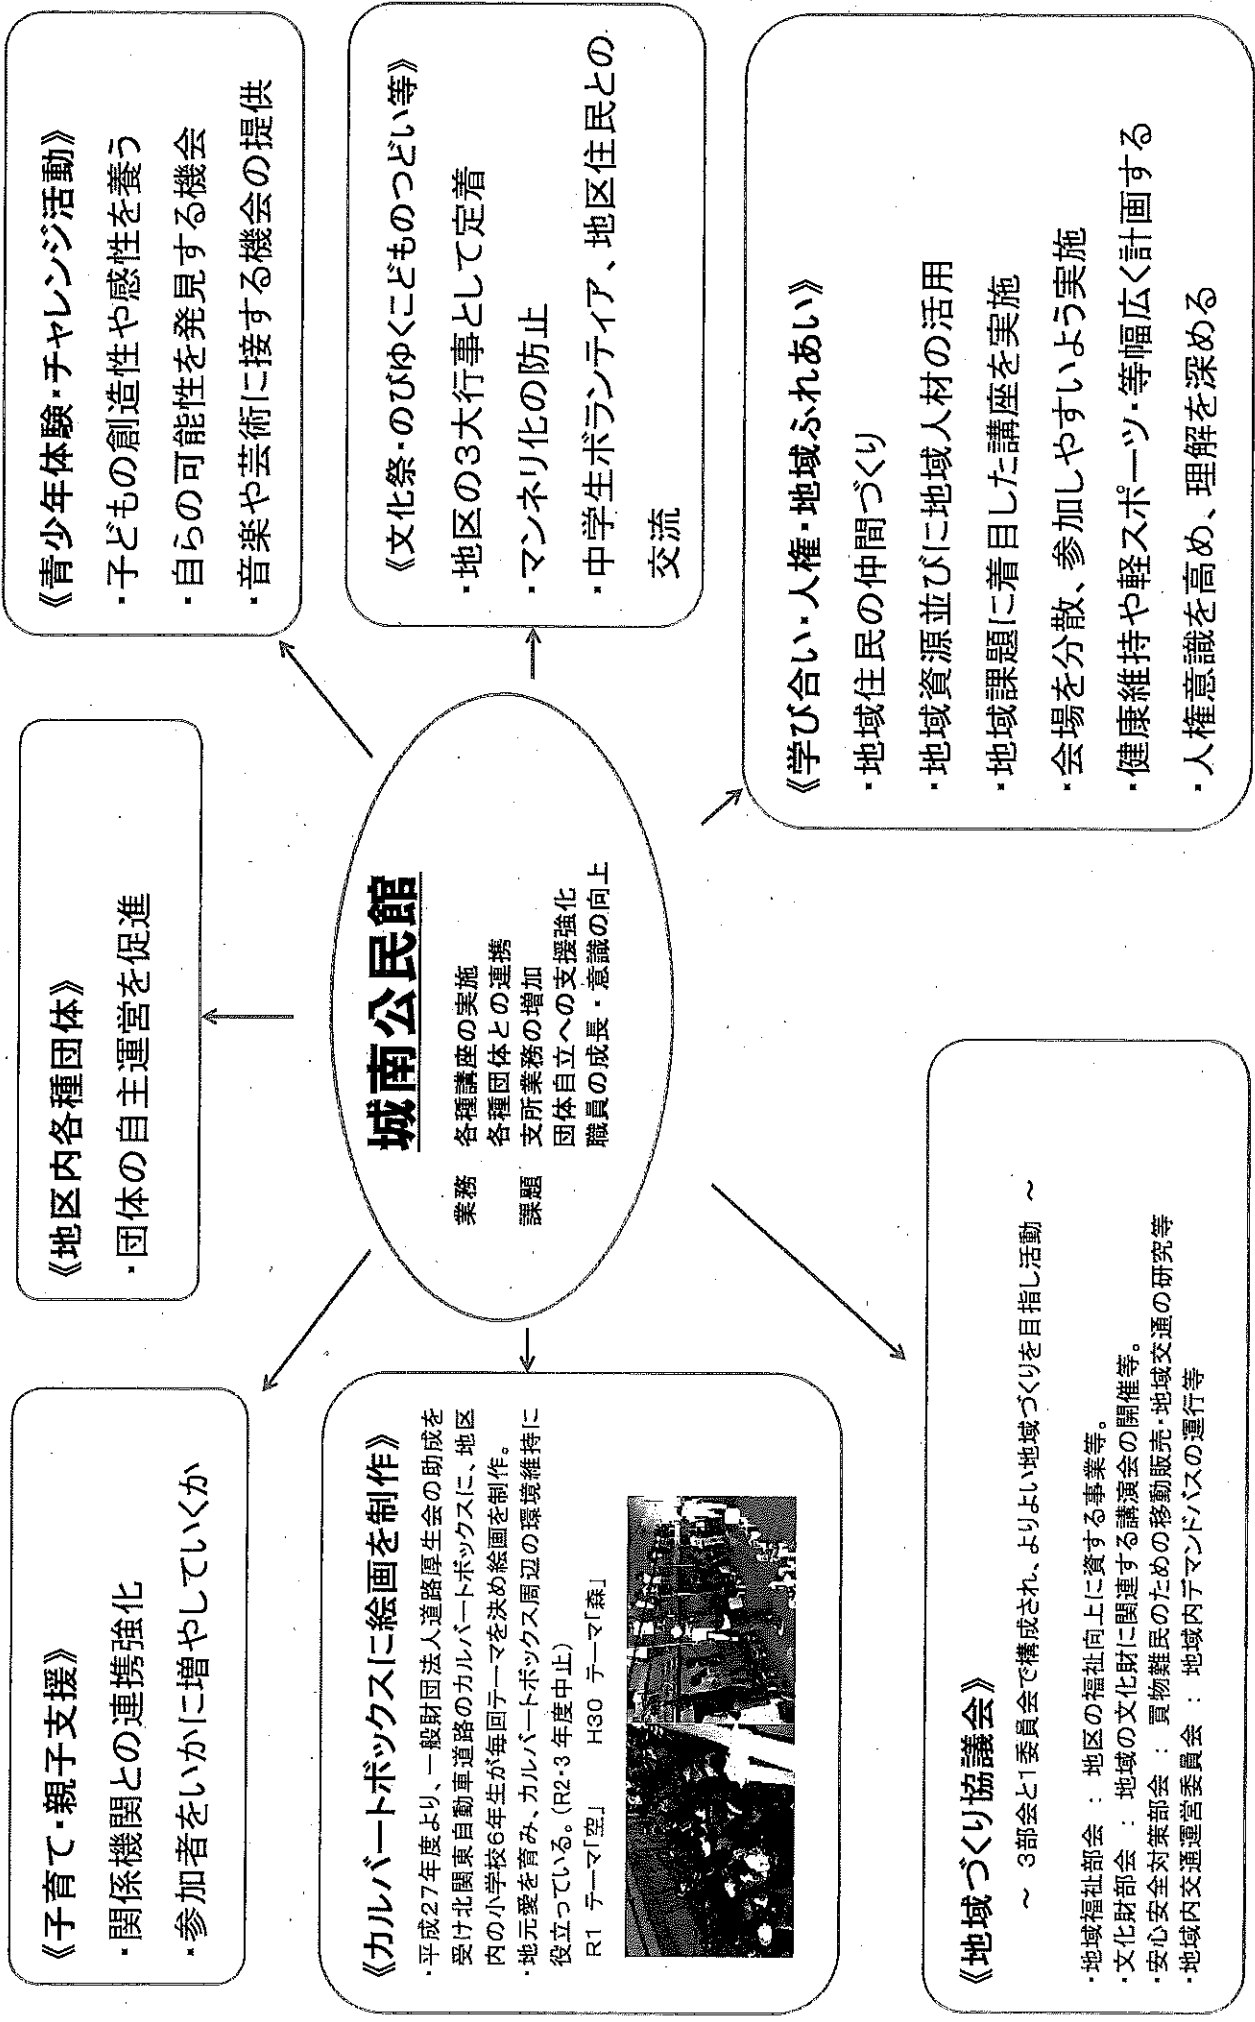 《子育て・親子支援》
・関係機関との連携強化
・参加者をいかに増やしていくか
《地区内各種団体》
・団体の自主運営を促進
《青少年体験・チャレンジ活動》
・子どもの創造性や感性を養う
・自らの可能性を発見する機会
・音楽や芸術に接する機会の提供
《カルバートボックスに絵画を制作》
・平成27年度より、一般財団法人道路厚生会の助成を
受け北関東自動車道路のカルバートボックスに、地区
内の小学校6年生が毎回テーマを決め絵画を制作。
・地元愛を育み、カルバートボックス周辺の環境維持に
役立っている。(R2・3年度中止)
R1 テーマ「空」 H30 テーマ「森」
城南公民館
業務 各種講座の実施
各種団体との連携
課題 支所業務の増加
団体自立への支援強化
職員の成長・意識の向上
《文化祭・のびゆくこどものつどい等》
・地区の3大行事として定着
・マンネリ化の防止
・中学生ボランティア、地区住民との
交流
《地域づくり協議会》
~ 3部会と1委員会で構成され、よりよい地域づくりを目指し活動 ~
・地域福祉部会 : 地区の福祉向上に資する事業等。
・文化財部会 : 地域の文化財に関連する講演会の開催等。
・安心安全対策部会 : 買物難民のための移動販売・地域交通の研究等
・地域内交通運営委員会 : 地域内デマンドバスの運行等
《学び合い・人権・地域ふれあい》
・地域住民の仲間づくり
・地域資源並びに地域人材の活用
・地域課題に着目した講座を実施
・会場を分散、参加しやすいよう実施
・健康維持や軽スポーツ・等幅広く計画する
・人権意識を高め、理解を深める